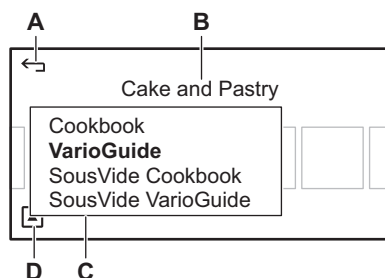 A
B
Cake and Pastry
Cookbook
VarioGuide
SousVide Cookbook
SousVide VarioGuide
D
C